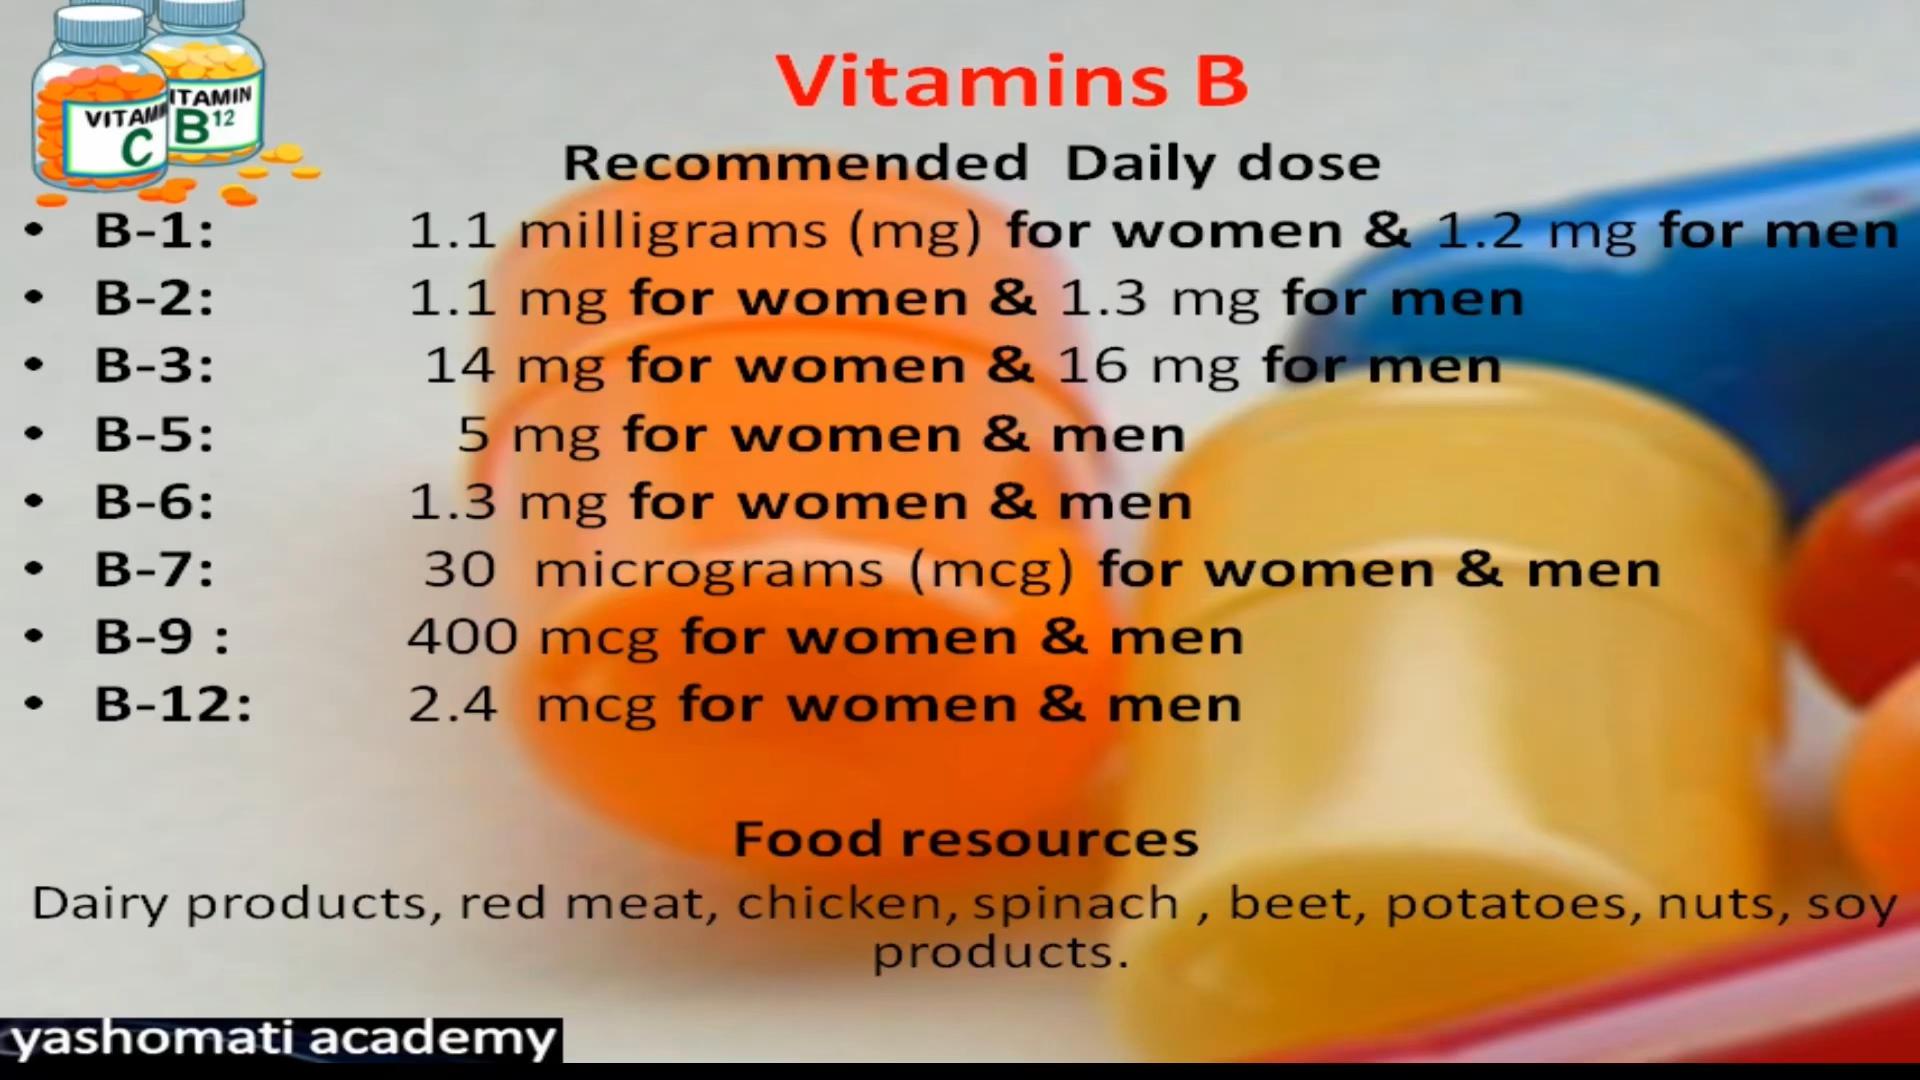 VITAMIN
B12
VITAM
C
Vitamins B
Recommended Daily dose
• B-1: 1.1 milligrams (mg) for women & 1.2 mg for men
• B-2: 1.1 mg for women & 1.3 mg for men
• B-3: 14 mg for women & 16 mg for men
• B-5: 5 mg for women & men
• B-6: 1.3 mg for women & men
• B-7: 30 micrograms (mcg) for women & men
• B-9 : 400 mcg for women & men
• B-12: 2.4 mcg for women & men
Food resources
Dairy products, red meat, chicken, spinach , beet, potatoes, nuts, soy
products.
yashomati academy